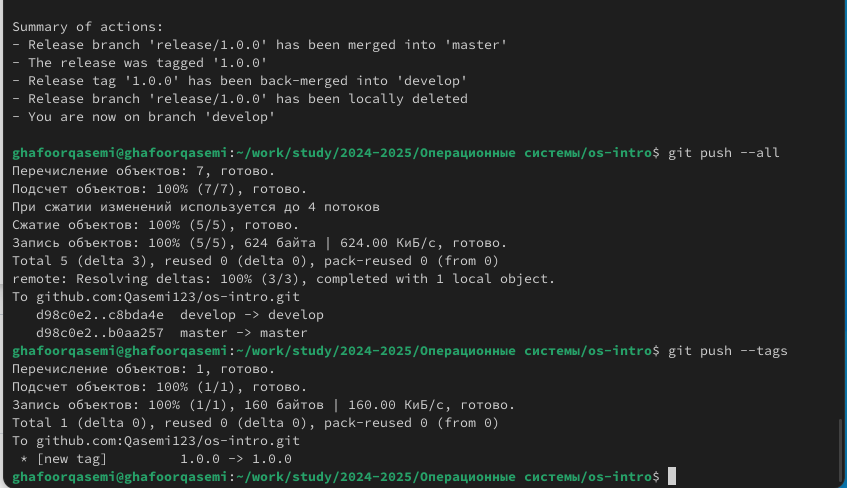 Summary of actions:
- Release branch 'release/1.0.0' has been merged into 'master'
- The release was tagged '1.0.0'
- Release tag '1.0.0' has been back-merged into 'develop'
- Release branch 'release/1.0.0' has been locally deleted
- You are now on branch 'develop'
ghafoorqasemi@ghafoorqasemi:~/work/study/2024-2025/Операционные системы/os-intro$ git push --all
Перечисление объектов: 7, готово.
Подсчет объектов: 100% (7/7), готово.
При сжатии изменений используется до 4 потоков
Сжатие объектов: 100% (5/5), готово.
Запись объектов: 100% (5/5), 624 байта | 624.00 КиБ/с, готово.
Total 5 (delta 3), reused 0 (delta 0), pack-reused 0 (from 0)
remote: Resolving deltas: 100% (3/3), completed with 1 local object.
To github.com:Qasemi123/os-intro.git
   d98c0e2..c8bda4e  develop -> develop
   d98c0e2..b0aa257  master -> master
ghafoorqasemi@ghafoorqasemi:~/work/study/2024-2025/Операционные системы/os-intro$ git push --tags
Перечисление объектов: 1, готово.
Подсчет объектов: 100% (1/1), готово.
Запись объектов: 100% (1/1), 160 байтов | 160.00 КиБ/с, готово.
Total 1 (delta 0), reused 0 (delta 0), pack-reused 0 (from 0)
To github.com:Qasemi123/os-intro.git
 * [new tag]         1.0.0 -> 1.0.0
ghafoorqasemi@ghafoorqasemi:~/work/study/2024-2025/Операционные системы/os-intro$